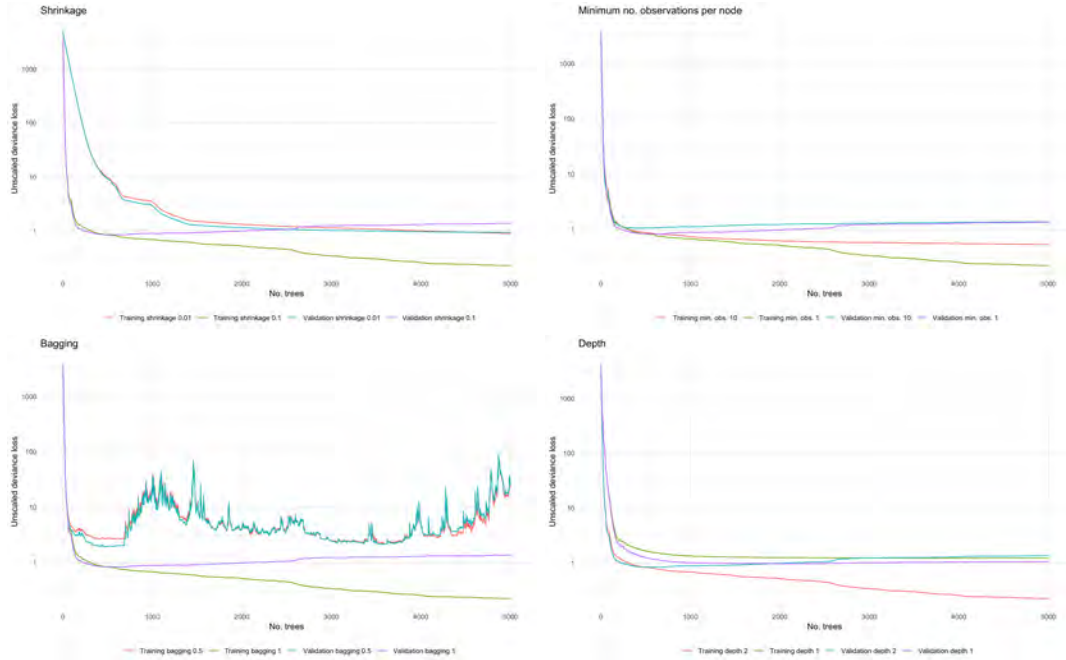 Shrinkage
Unscaled deviance loss
1000
100
10
1
0 1000 2000 3000 4000 5000
No. trees
Training shrinkage 0.01 Training shrinkage 0.1 Validation shrinkage 0.01 Validation shrinkage 0.1
Minimum no. observations per node
Unscaled deviance loss
1000
100
10
1
0 1000 2000 3000 4000 5000
No. trees
Training min. obs. 10 Training min. obs. 1 Validation min. obs. 10 Validation min. obs. 1
Bagging
Unscaled deviance loss
1000
100
10
1
0 1000 2000 3000 4000 5000
No. trees
Training bagging 0.5 Training bagging 1 Validation bagging 0.5 Validation bagging 1
Depth
Unscaled deviance loss
1000
100
10
1
0 1000 2000 3000 4000 5000
No. trees
Training depth 2 Training depth 1 Validation depth 2 Validation depth 1